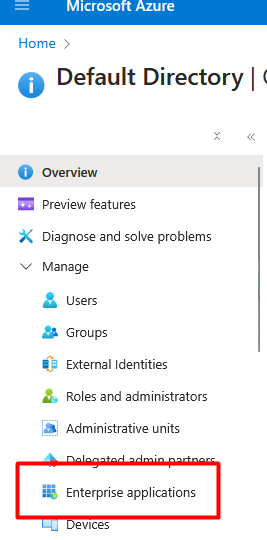 Microsoft Azure
Home
Default Directory |
Overview
Preview features
Diagnose and solve problems
Manage
Users
Groups
External Identities
Roles and administrators
Administrative units
Delegated admin partners
Enterprise applications
Devices